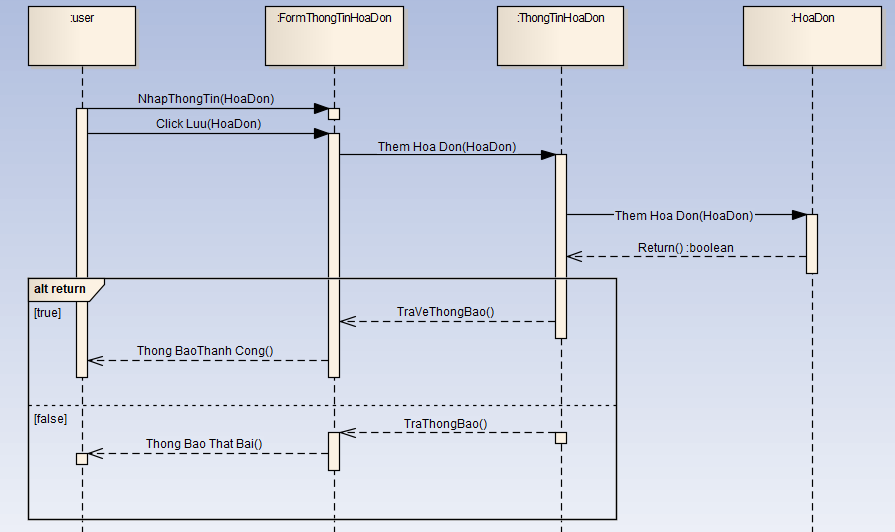 :user
:FormThongTinHoaDon
:ThongTinHoaDon
:HoaDon
NhapThongTin(HoaDon)
Click Luu(HoaDon)
Them Hoa Don(HoaDon)
Them Hoa Don(HoaDon)
Return() :boolean
alt return
[true]
TraVeThongBao()
Thong BaoThanh Cong()
[false]
TraThongBao()
Thong Bao That Bai()